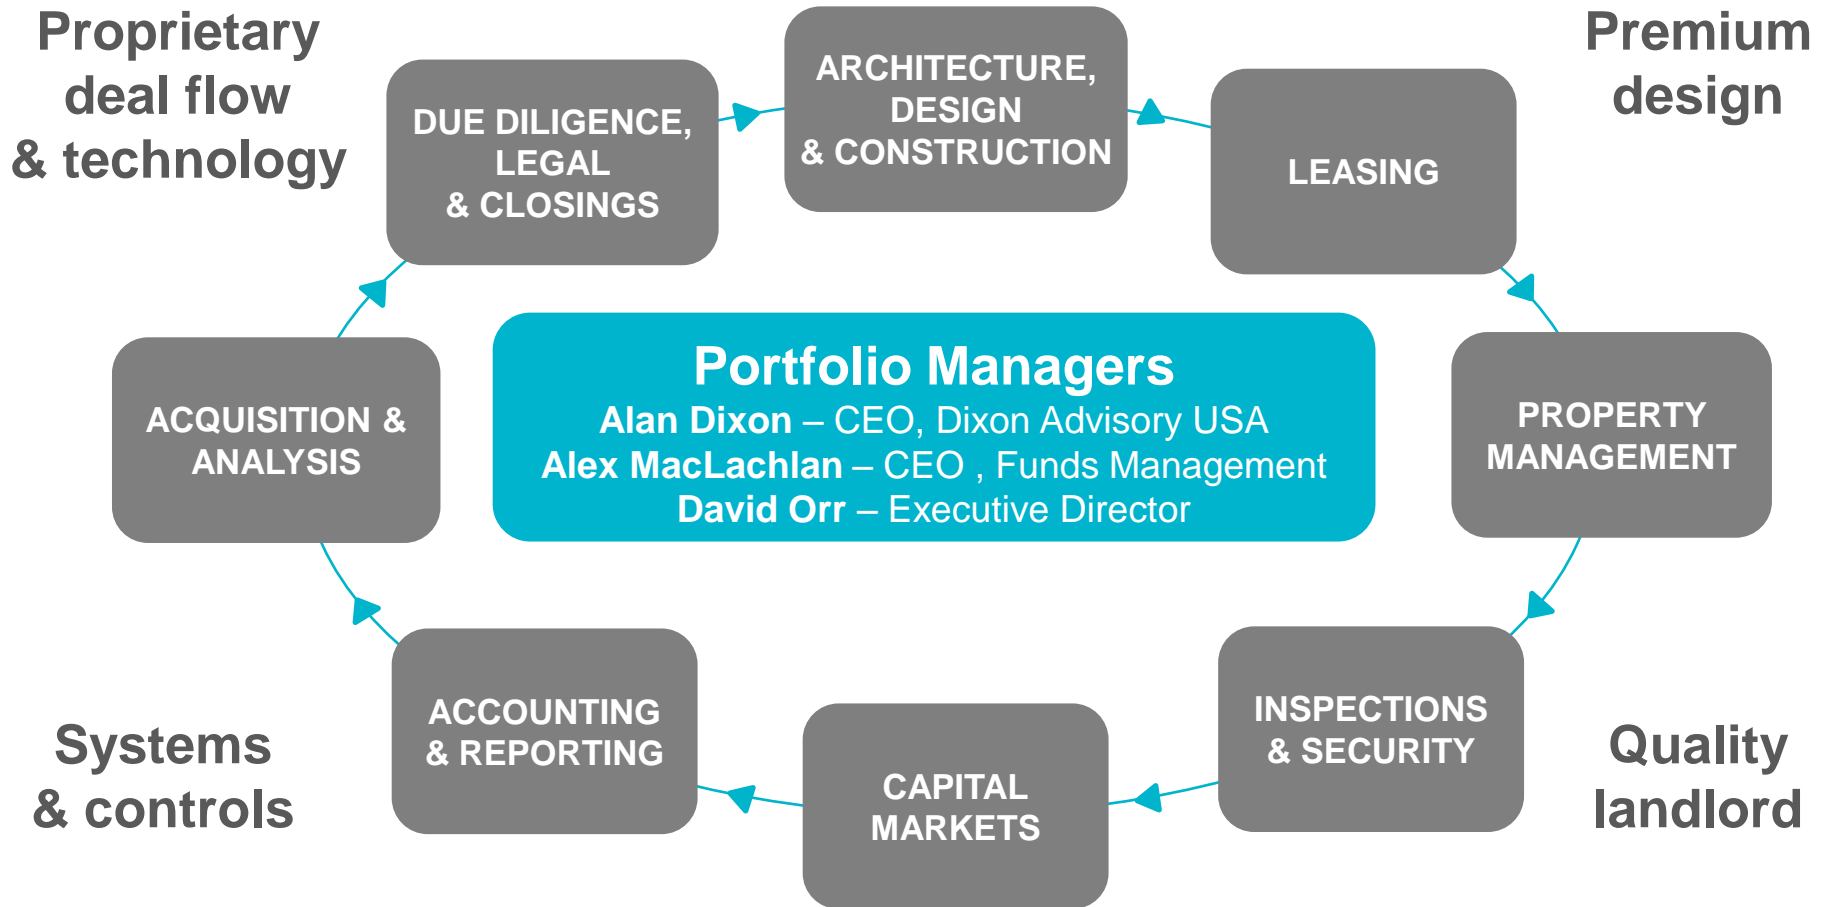 Proprietary
deal flow
& technology
DUE DILIGENCE,
LEGAL
& CLOSINGS
ARCHITECTURE,
DESIGN
& CONSTRUCTION
LEASING
Premium
design
ACQUISITION &
ANALYSIS
Portfolio Managers
Alan Dixon – CEO, Dixon Advisory USA
Alex MacLachlan – CEO , Funds Management
David Orr – Executive Director
PROPERTY
MANAGEMENT
Systems
& controls
ACCOUNTING
& REPORTING
CAPITAL
MARKETS
INSPECTIONS
& SECURITY
Quality
landlord